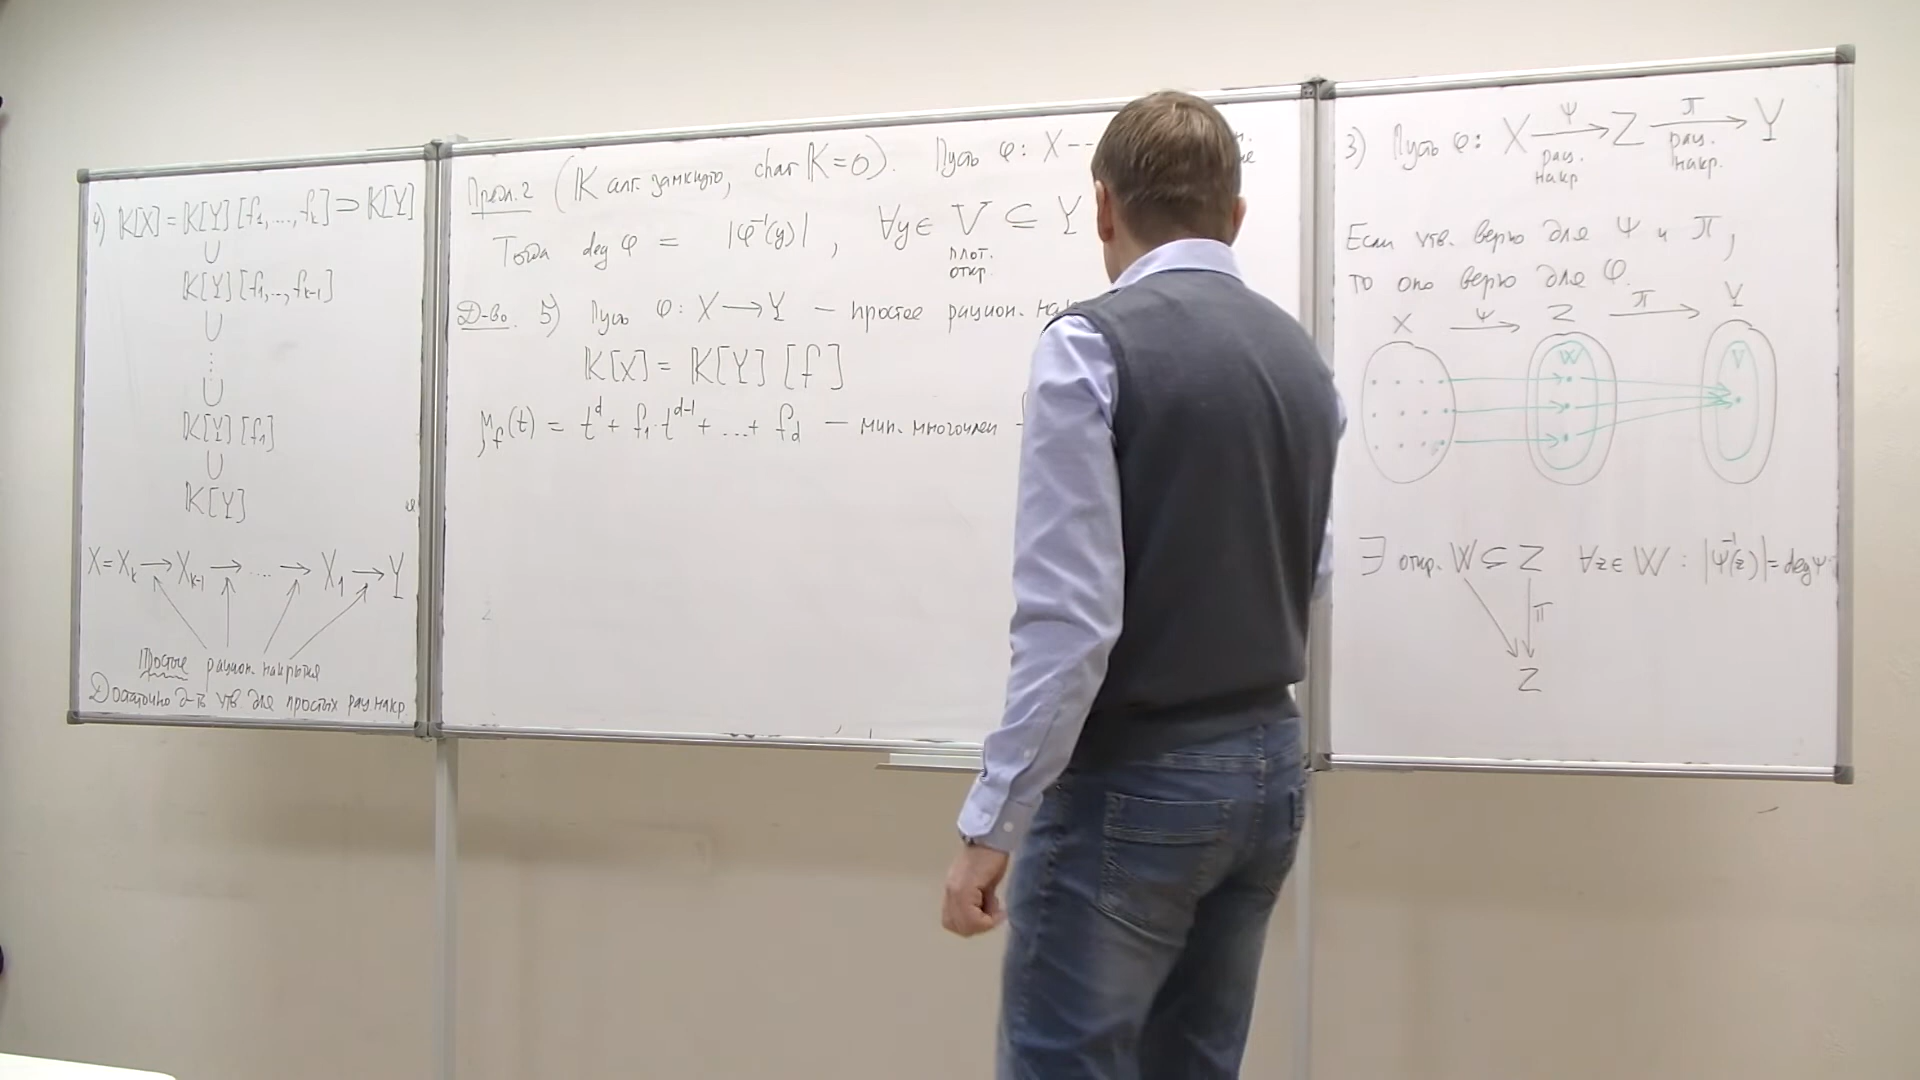 4) K[X] = K[Y][f₁,...,fₖ] ⊃ K[Y]
∪
K[Y][f₁,..,fₖ₋₁]
∪
⋮
∪
K[Y][f₁]
∪
K[Y]
X = Xₖ → Xₖ₋₁ → .... → X₁ → Y
Простые рацион. накрытия
Достаточно д-ть утв. для простых рац. накр.
Предл. 2 (K алг. замкнуто, char K = 0). Пусть φ: X --
Тогда deg φ = |φ⁻¹(y)|, ∀y ∈ V ⊆ Y
плот.
откр.
Д-во. 5) Пусть φ: X → Y — простое рацион.
K[X] = K[Y][f]
μ_f(t) = t^d + f₁·t^(d-1) + ...+ f_d — мин. многочлен
3) Пусть φ: X —ψ→ Z —π→ Y
рац. рац.
накр. накр.
Если утв. верно для ψ и π,
то оно верно для φ.
X —ψ→ Z —π→ Y
W V
∃ откр. W ⊆ Z ∀z ∈ W : |ψ⁻¹(z)| = deg ψ
π
Z